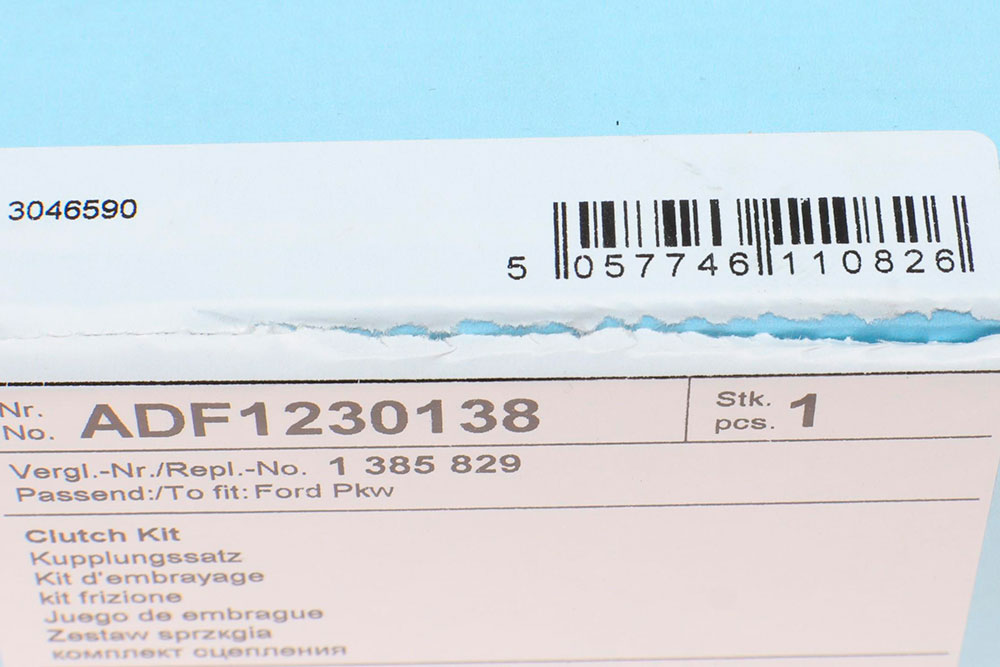 3046590
5 057746 110826
Nr.
No. ADF1230138
Stk.
pcs. 1
Vergl.-Nr./Repl.-No. 1 385 829
Passend:/To fit: Ford Pkw
Clutch Kit
Kupplungssatz
Kit d'embrayage
kit frizione
Juego de embrague
Zestaw sprzкgіa
комплект сцепления